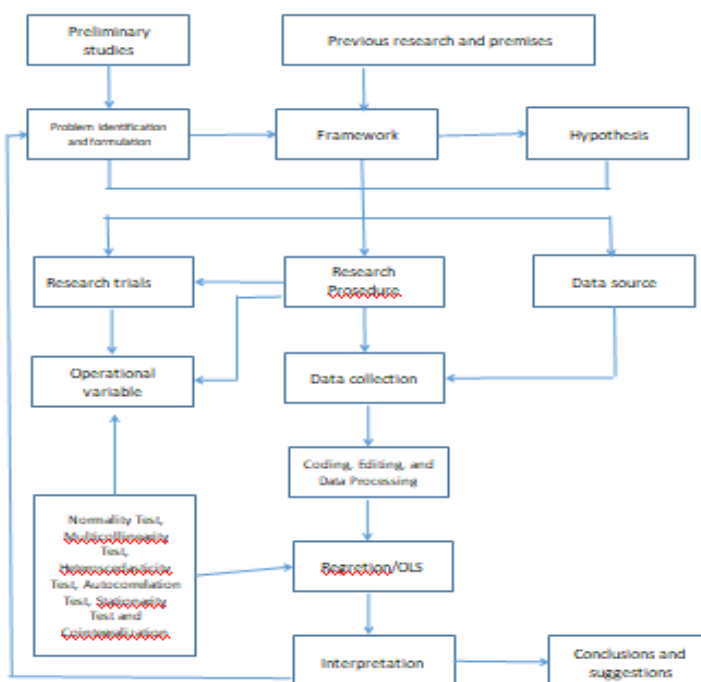 Preliminary
studies
Previous research and premises
Problem identification
and formulation
Framework
Hypothesis
Research trials
Research
Prosedure
Data source
Operational
variable
Data collection
Coding, Editing, and
Data Processing
Normality Test,
Multicollinearity
Test,
Heteroscedasticity
Test, Autocorrelation
Test, Stationarity
Test and
Regretion/OLS
Interpretation
Conclusions and
suggestions